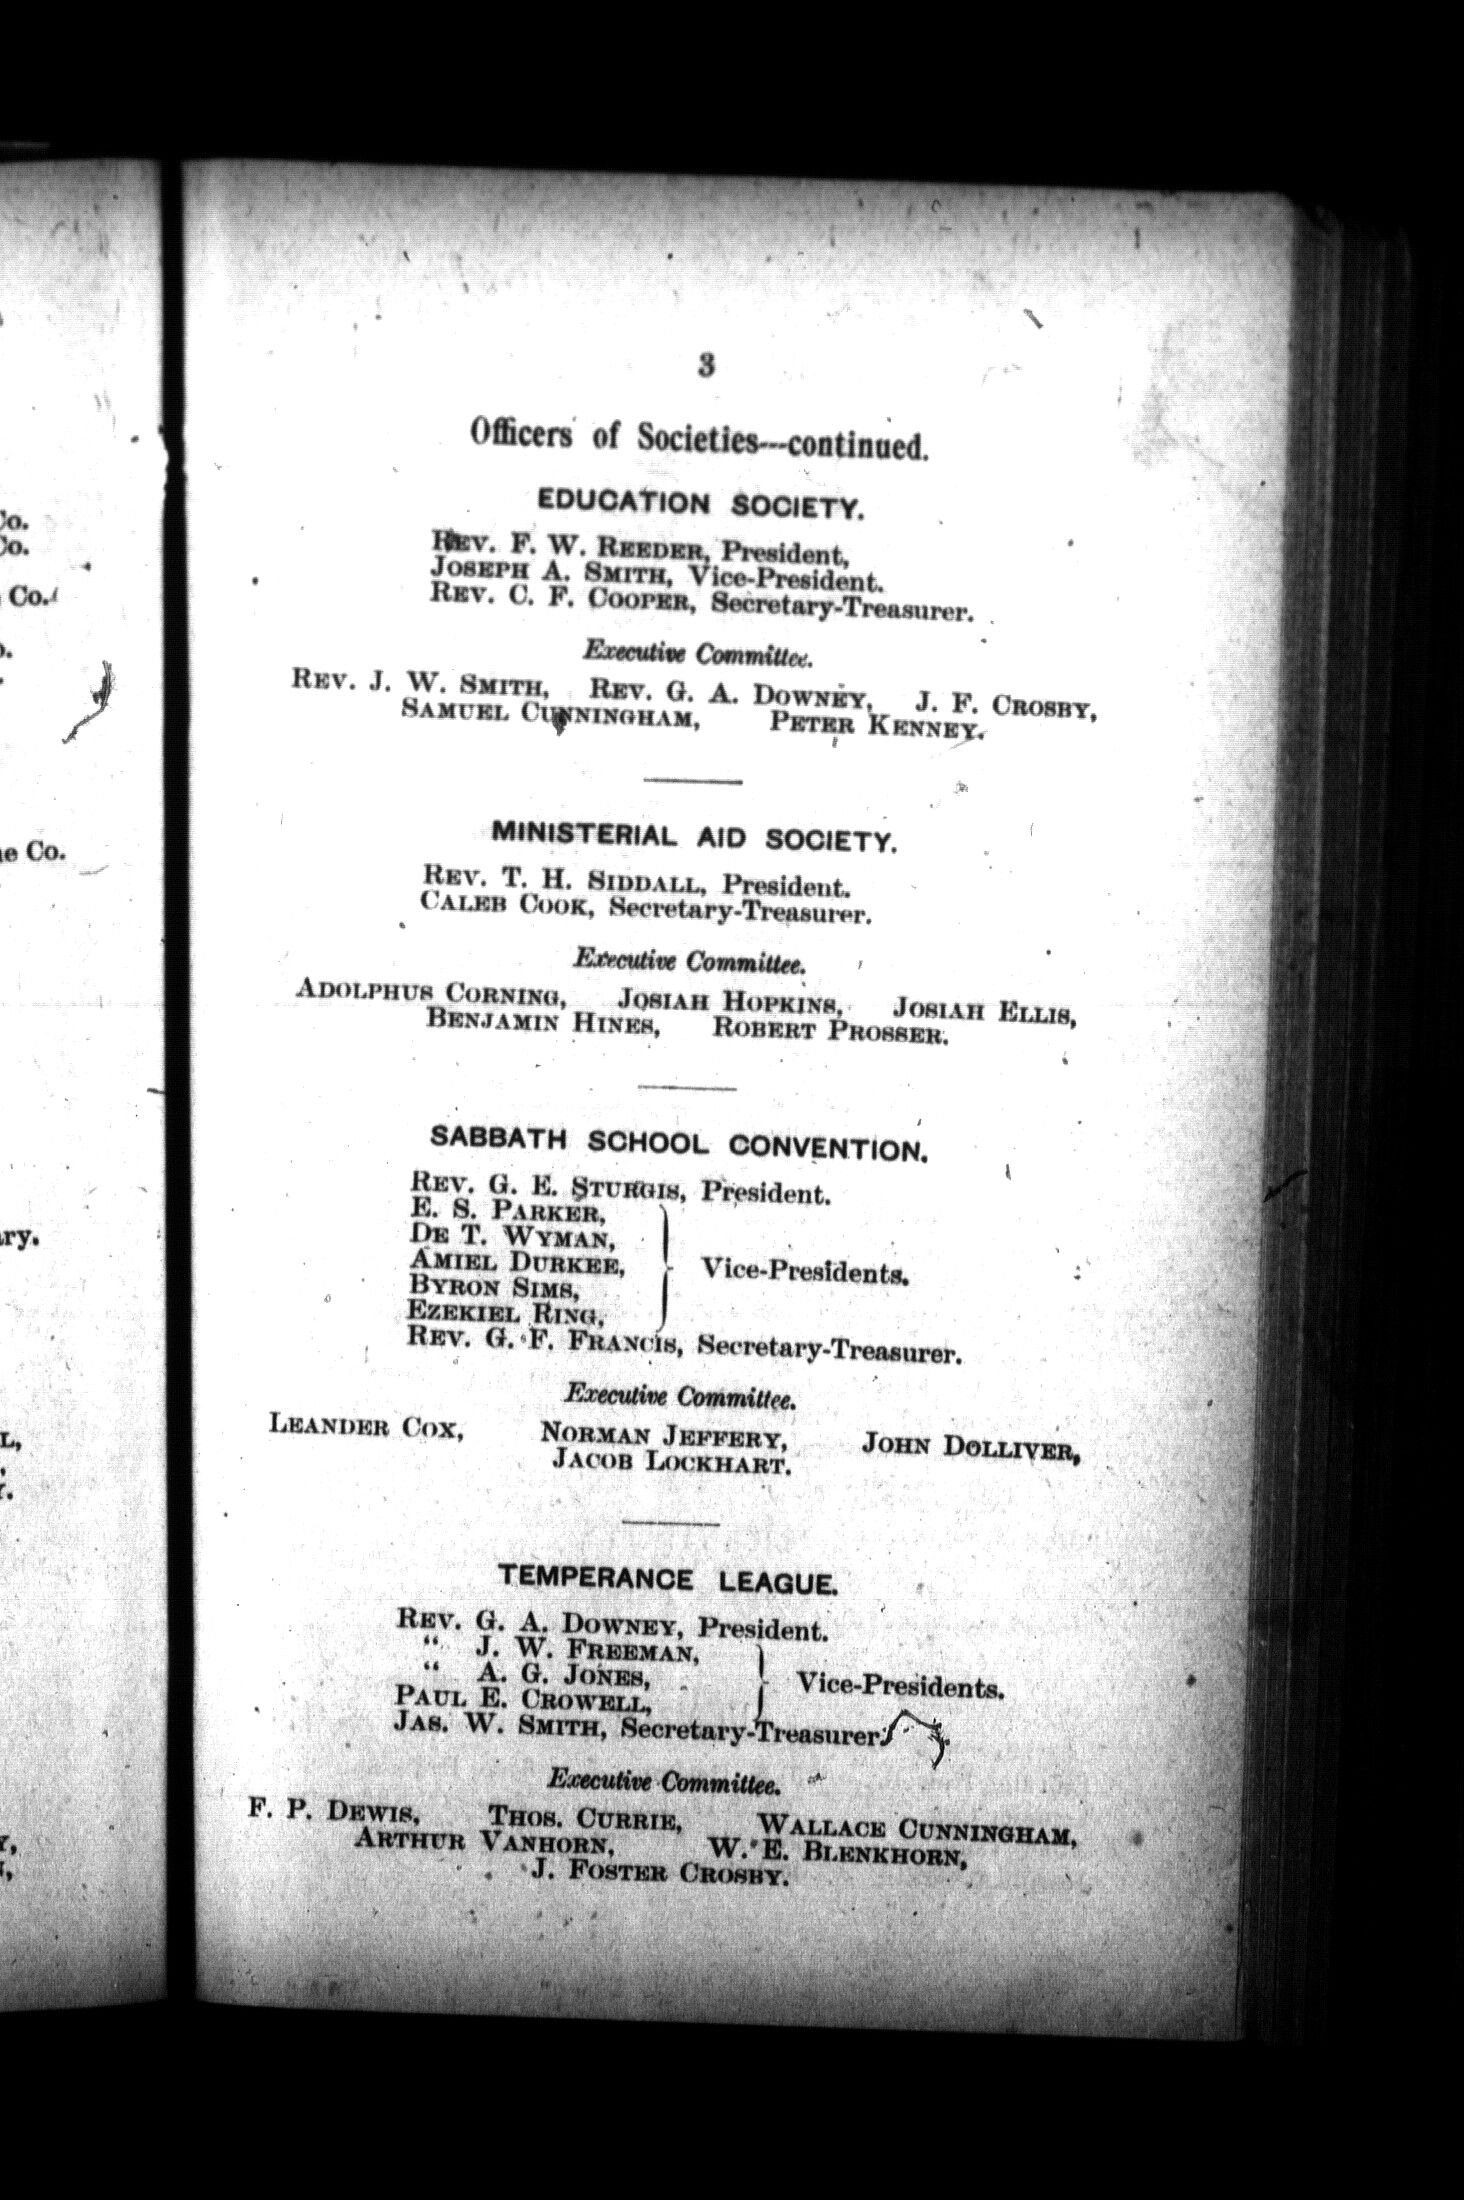 3
Officers of Societies---continued.
EDUCATION SOCIETY.
REV. F. W. REEDER, President,
JOSEPH A. SMITH, Vice-President.
REV. C. F. COOPER, Secretary-Treasurer.
Executive Committee.
REV. J. W. SMITH, REV. G. A. DOWNEY, J. F. CROSBY,
SAMUEL CUNNINGHAM, PETER KENNEY.
MINISTERIAL AID SOCIETY.
REV. T. H. SIDDALL, President.
CALEB COOK, Secretary-Treasurer.
Executive Committee.
ADOLPHUS CORNING, JOSIAH HOPKINS, JOSIAH ELLIS,
BENJAMIN HINES, ROBERT PROSSER.
SABBATH SCHOOL CONVENTION.
REV. G. E. STURGIS, President.
E. S. PARKER,
DE T. WYMAN,
AMIEL DURKEE, Vice-Presidents.
BYRON SIMS,
EZEKIEL RING,
REV. G. F. FRANCIS, Secretary-Treasurer.
Executive Committee.
LEANDER COX, NORMAN JEFFERY, JOHN DOLLIVER,
JACOB LOCKHART.
TEMPERANCE LEAGUE.
REV. G. A. DOWNEY, President.
" J. W. FREEMAN,
" A. G. JONES, Vice-Presidents.
PAUL E. CROWELL,
JAS. W. SMITH, Secretary-Treasurer.
Executive Committee.
F. P. DEWIS, THOS. CURRIE, WALLACE CUNNINGHAM,
ARTHUR VANHORN, W. E. BLENKHORN,
J. FOSTER CROSBY.
Co.
Co.
Co.
Co.